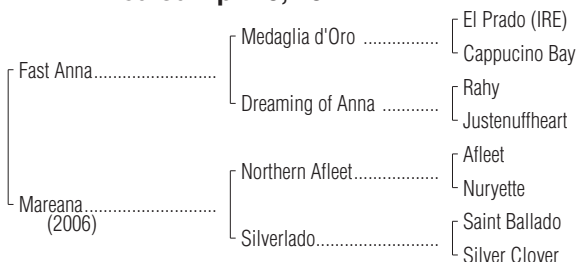 El Prado (IRE)
Medaglia d'Oro ................
Cappucino Bay
Fast Anna..........................
Rahy
Dreaming of Anna ............
Justenuffheart
Afleet
Northern Afleet..................
Nuryette
Mareana............................
(2006)
Saint Ballado
Silverlado..........................
Silver Clover